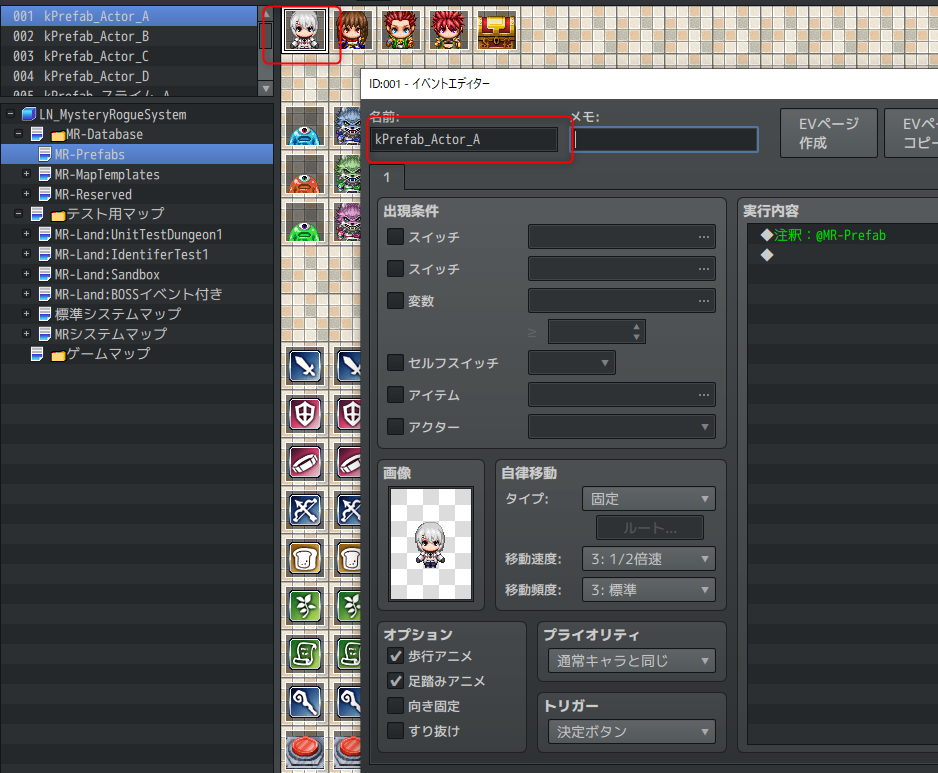 001 kPrefab_Actor_A
002 kPrefab_Actor_B
003 kPrefab_Actor_C
004 kPrefab_Actor_D
005 kPrefab_スライム_A
LN_MysteryRogueSystem
MR-Database
MR-Prefabs
MR-MapTemplates
MR-Reserved
テスト用マップ
MR-Land:UnitTestDungeon1
MR-Land:IdentiferTest1
MR-Land:Sandbox
MR-Land:BOSSイベント付き
標準システムマップ
MRシステムマップ
ゲームマップ
ID:001 - イベントエディター
名前:
メモ:
kPrefab_Actor_A
EVページ
作成
EVペー
コピー
1
出現条件
スイッチ ...
スイッチ ...
変数 ...
≥
セルフスイッチ
アイテム ...
アクター
画像
自律移動
タイプ: 固定
ルート...
移動速度: 3: 1/2倍速
移動頻度: 3: 標準
オプション
歩行アニメ
足踏みアニメ
向き固定
すり抜け
プライオリティ
通常キャラと同じ
トリガー
決定ボタン
実行内容
◆注釈：@MR-Prefab
◆